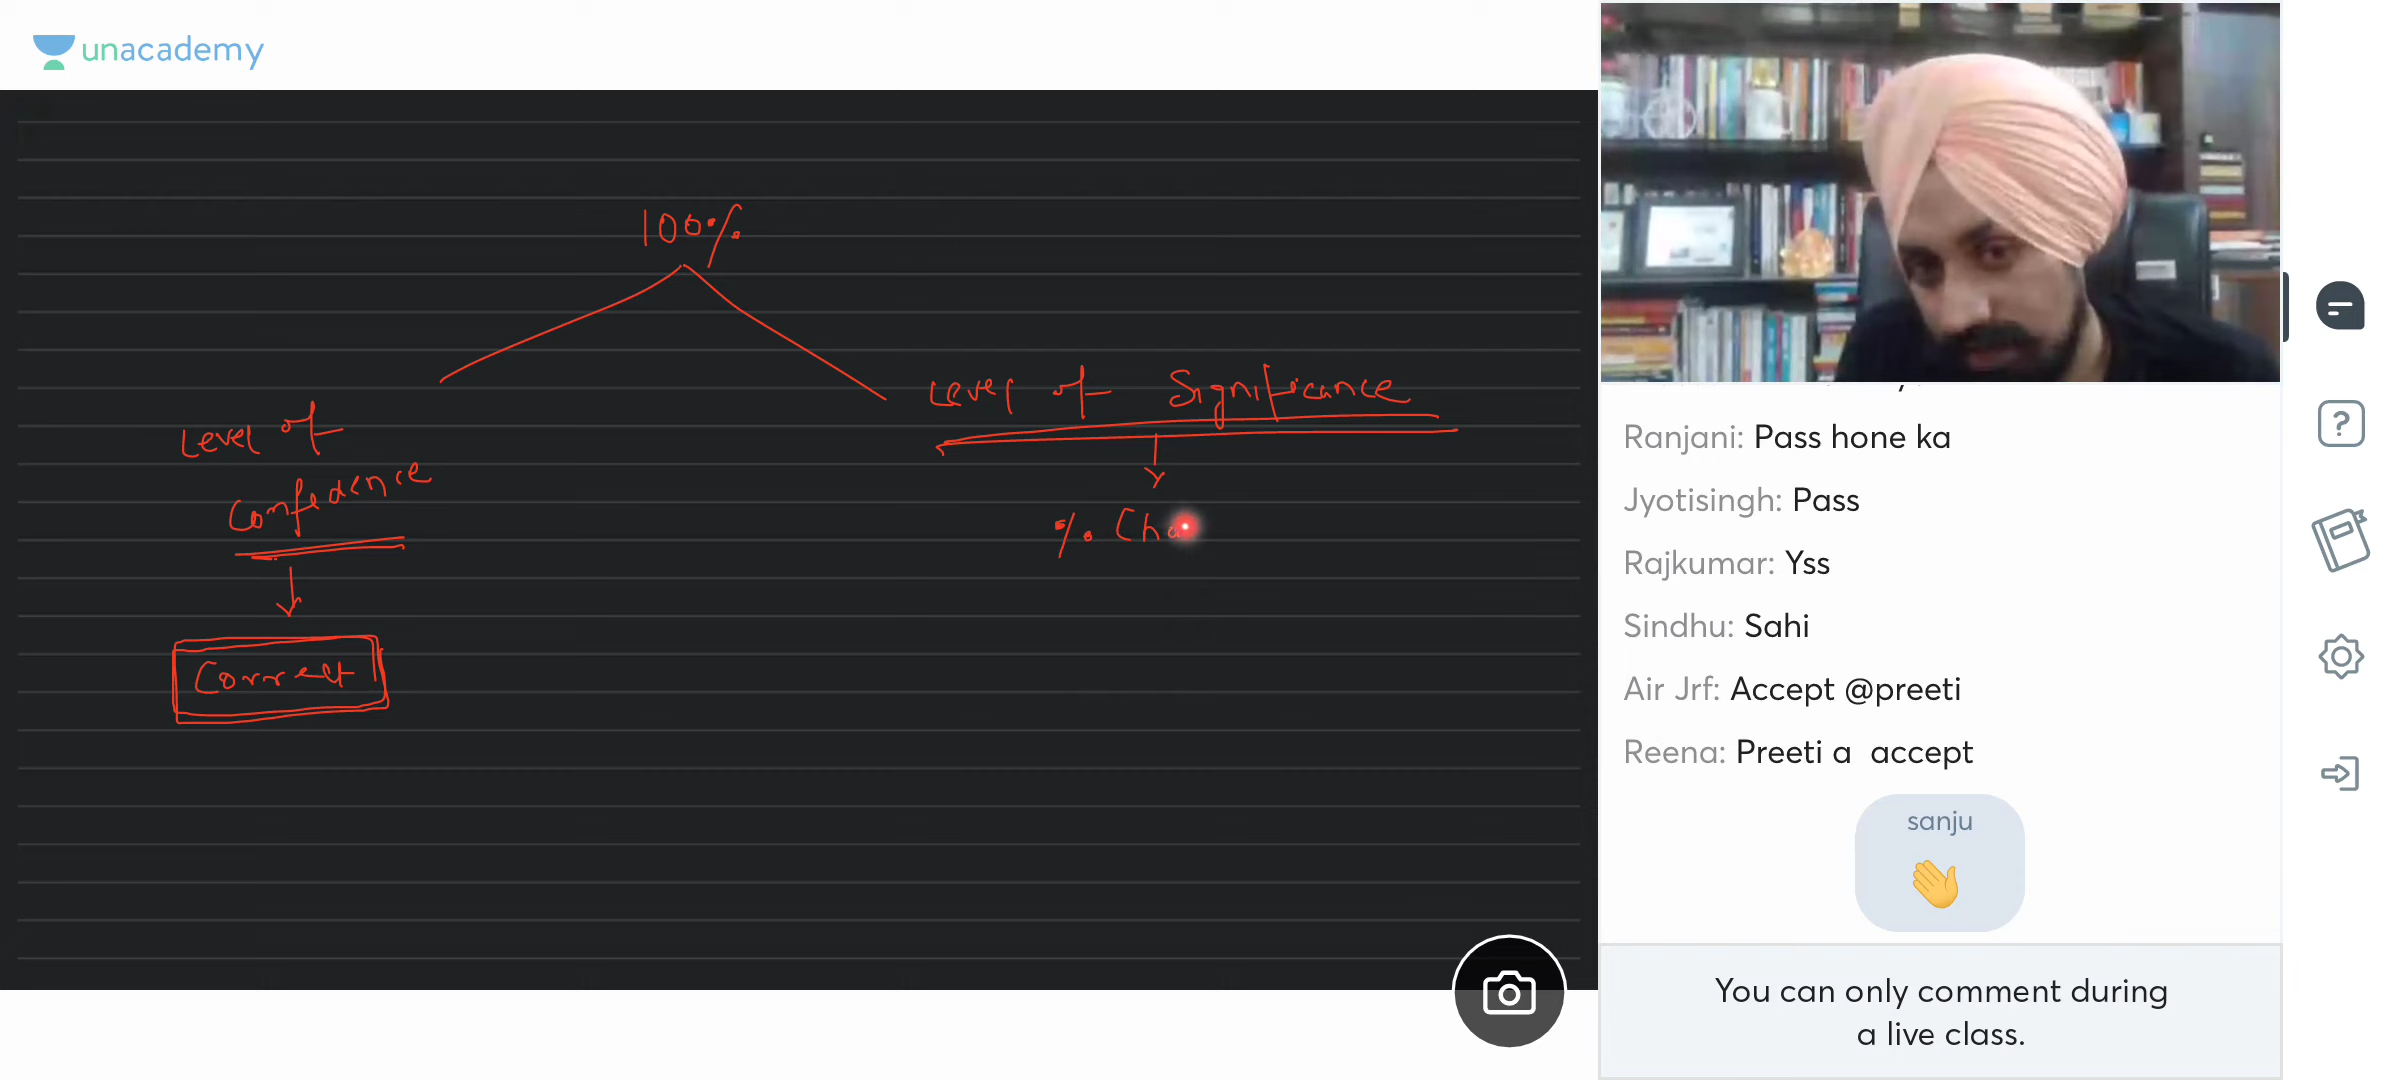 unacademy
100%
Level of Significance
Level of
Confidence
% Cha
Correct
Ranjani: Pass hone ka
Jyotisingh: Pass
Rajkumar: Yss
Sindhu: Sahi
Air Jrf: Accept @preeti
Reena: Preeti a accept
sanju
👏
You can only comment during
a live class.
?